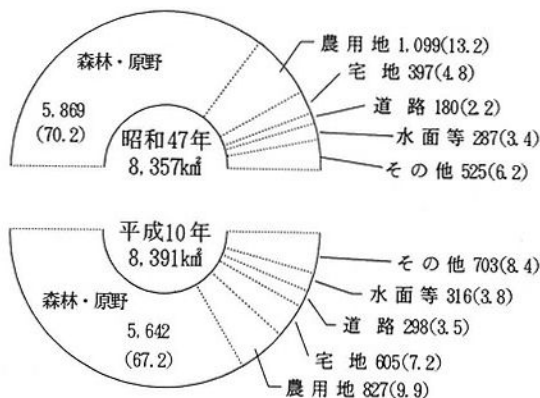 森林・原野
5.869
(70.2)
昭和47年
8,357k㎡
農用地 1.099(13.2)
宅地 397(4.8)
道路 180(2.2)
水面等 287(3.4)
その他 525(6.2)
平成10年
8,391k㎡
森林・原野
5.642
(67.2)
その他 703(8.4)
水面等 316(3.8)
道路 298(3.5)
宅地 605(7.2)
農用地 827(9.9)